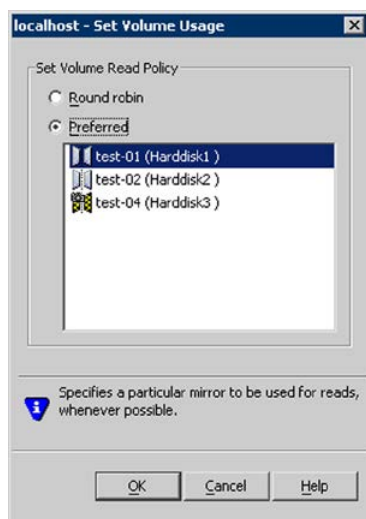 localhost - Set Volume Usage
Set Volume Read Policy
Round robin
Preferred
test-01 (Harddisk1 )
test-02 (Harddisk2 )
test-04 (Harddisk3 )
Specifies a particular mirror to be used for reads,
whenever possible.
OK
Cancel
Help